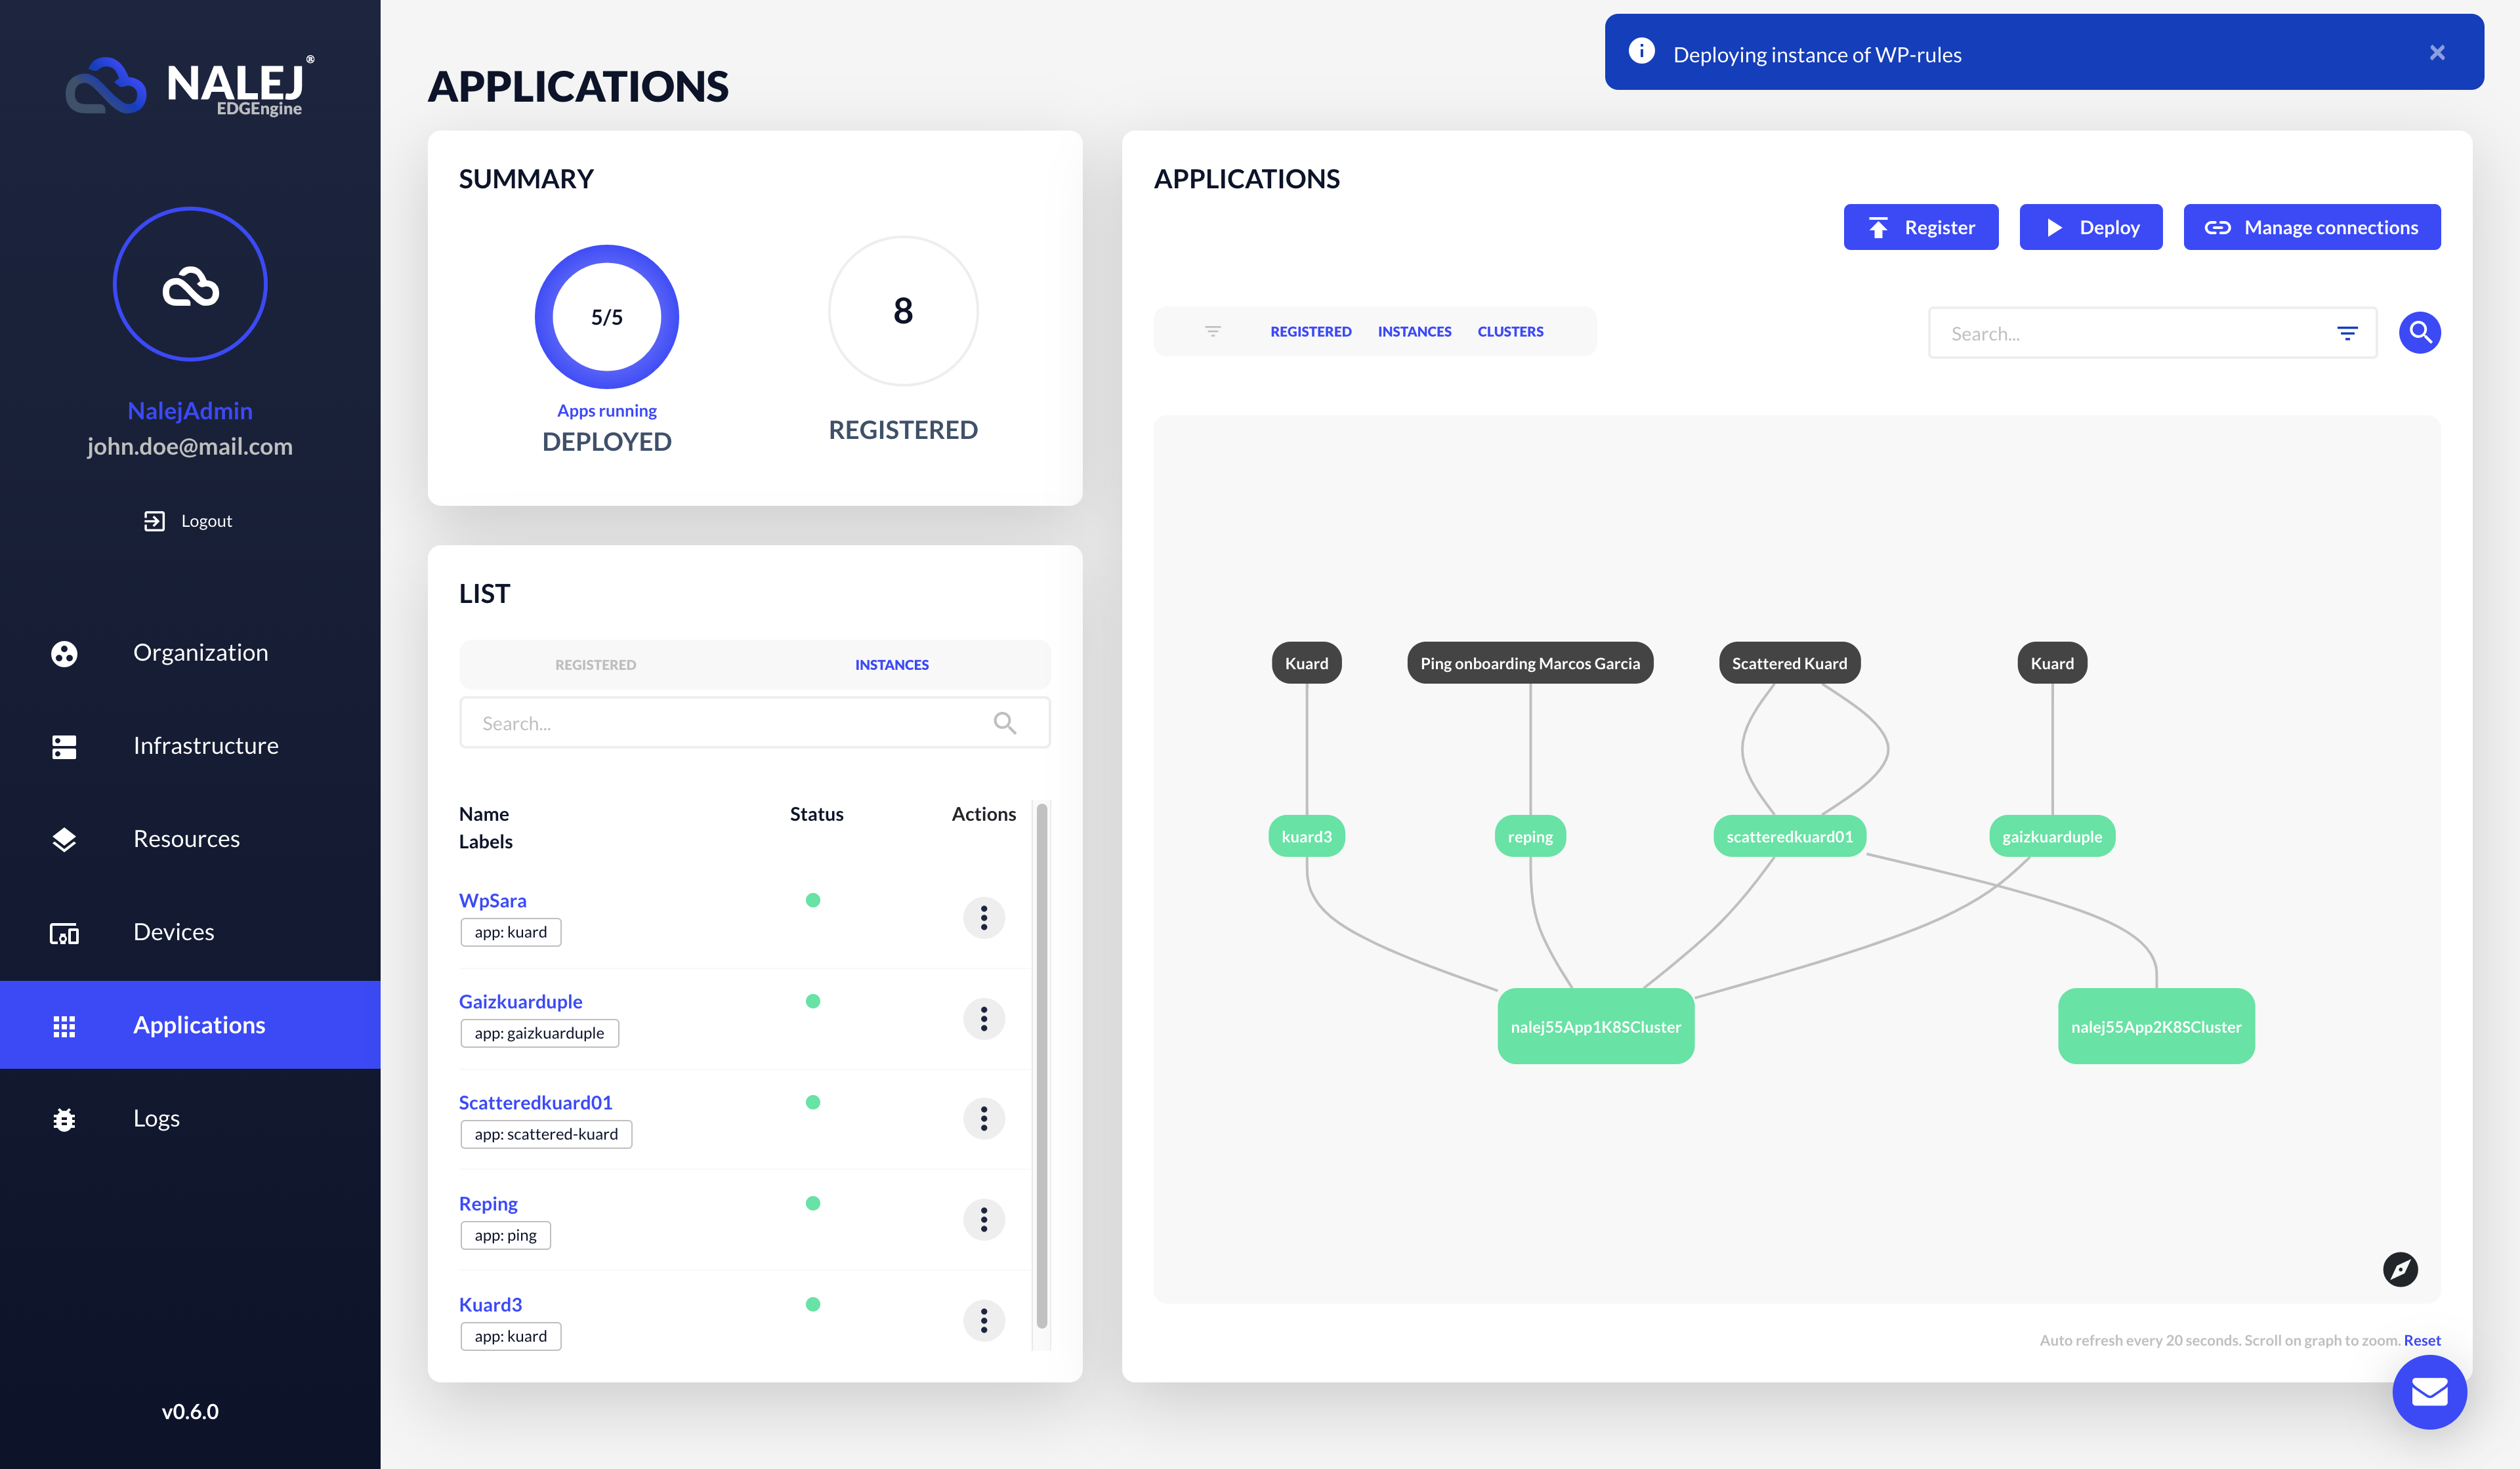 NALEJ®
EDGEngine
NalejAdmin
john.doe@mail.com
Logout
Organization
Infrastructure
Resources
Devices
Applications
Logs
v0.6.0
APPLICATIONS
Deploying instance of WP-rules
SUMMARY
5/5
Apps running
DEPLOYED
8
REGISTERED
LIST
REGISTERED INSTANCES
Search...
Name Status Actions
Labels
WpSara
app: kuard
Gaizkuarduple
app: gaizkuarduple
Scatteredkuard01
app: scattered-kuard
Reping
app: ping
Kuard3
app: kuard
APPLICATIONS
Register Deploy Manage connections
REGISTERED INSTANCES CLUSTERS
Search...
Kuard Ping onboarding Marcos Garcia Scattered Kuard Kuard
kuard3 reping scatteredkuard01 gaizkuarduple
nalej55App1K8SCluster nalej55App2K8SCluster
Auto refresh every 20 seconds. Scroll on graph to zoom. Reset